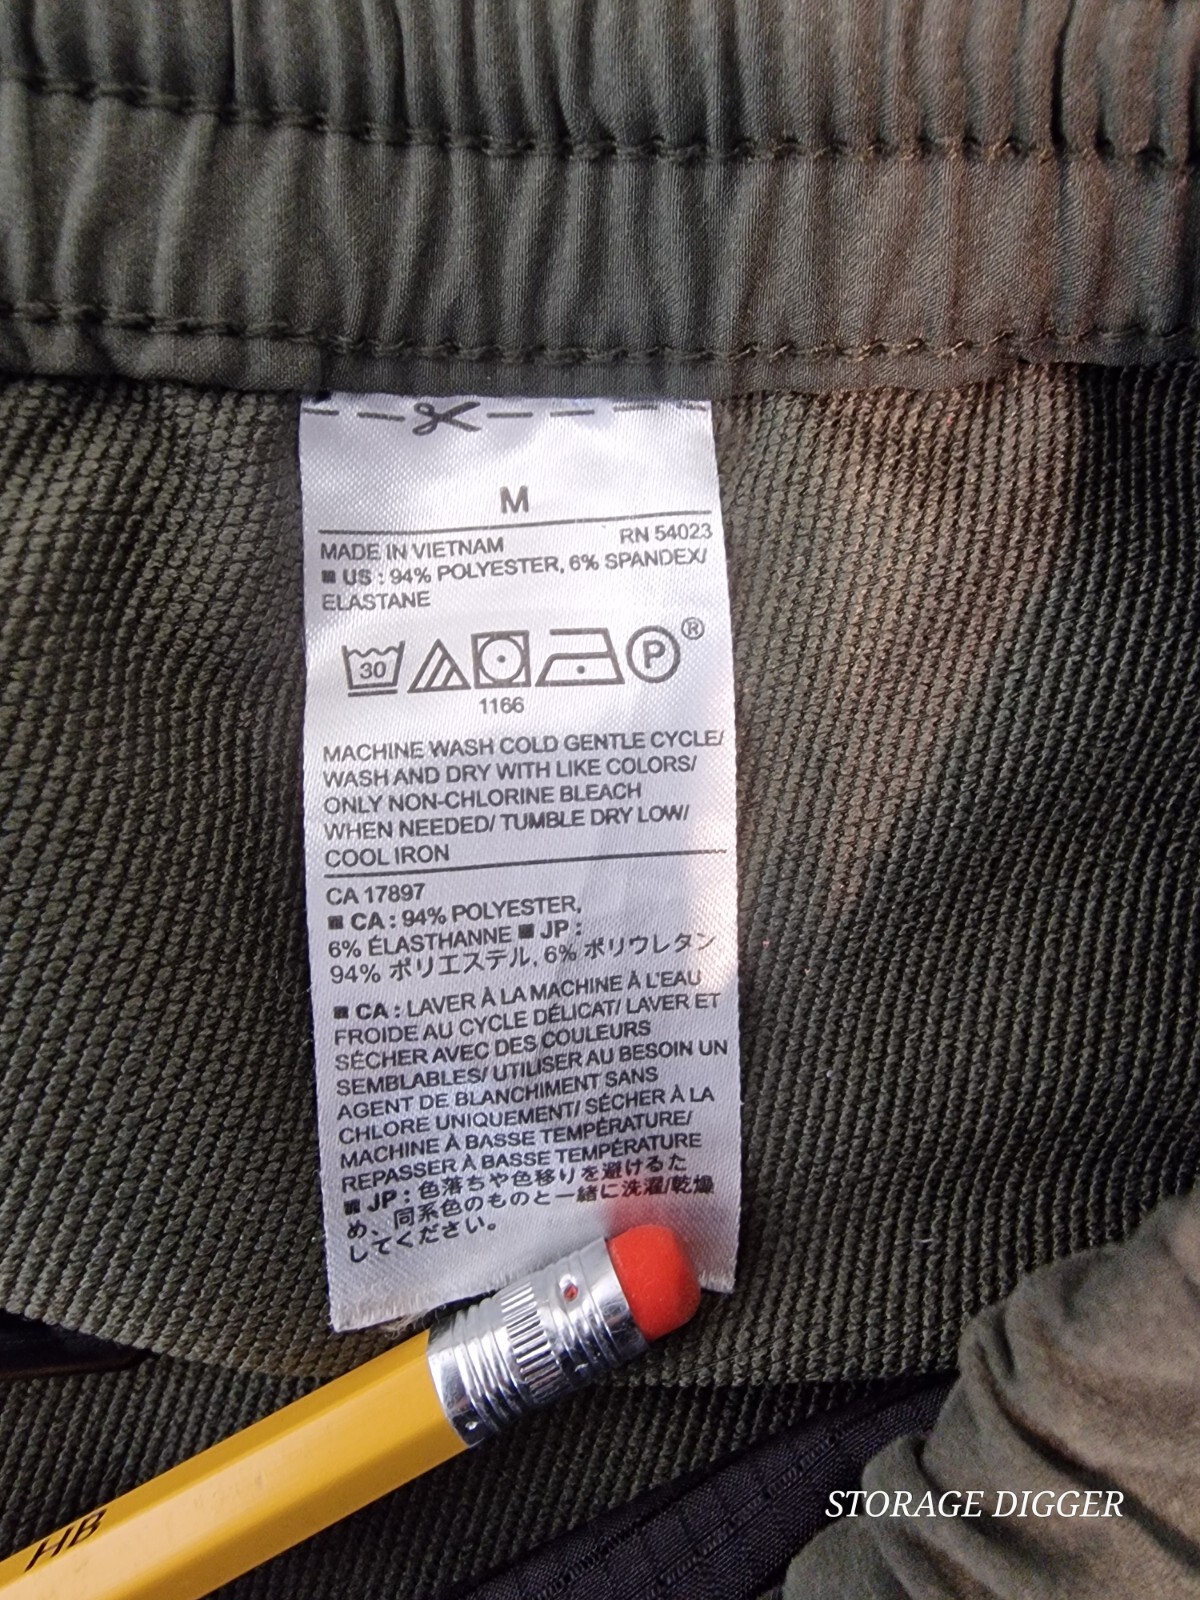 M
MADE IN VIETNAM RN 54023
■ US : 94% POLYESTER, 6% SPANDEX/
ELASTANE
30 P ®
1166
MACHINE WASH COLD GENTLE CYCLE/
WASH AND DRY WITH LIKE COLORS/
ONLY NON-CHLORINE BLEACH
WHEN NEEDED/ TUMBLE DRY LOW/
COOL IRON
CA 17897
■ CA : 94% POLYESTER,
6% ÉLASTHANNE ■ JP :
94% ポリエステル, 6% ポリウレタン
■ CA : LAVER À LA MACHINE À L'EAU
FROIDE AU CYCLE DÉLICAT/ LAVER ET
SÉCHER AVEC DES COULEURS
SEMBLABLES/ UTILISER AU BESOIN UN
AGENT DE BLANCHIMENT SANS
CHLORE UNIQUEMENT/ SÉCHER À LA
MACHINE À BASSE TEMPÉRATURE/
REPASSER À BASSE TEMPÉRATURE
■ JP : 色落ちや色移りを避けるた
め、同系色のものと一緒に洗濯/乾燥
してください。
HB
STORAGE DIGGER